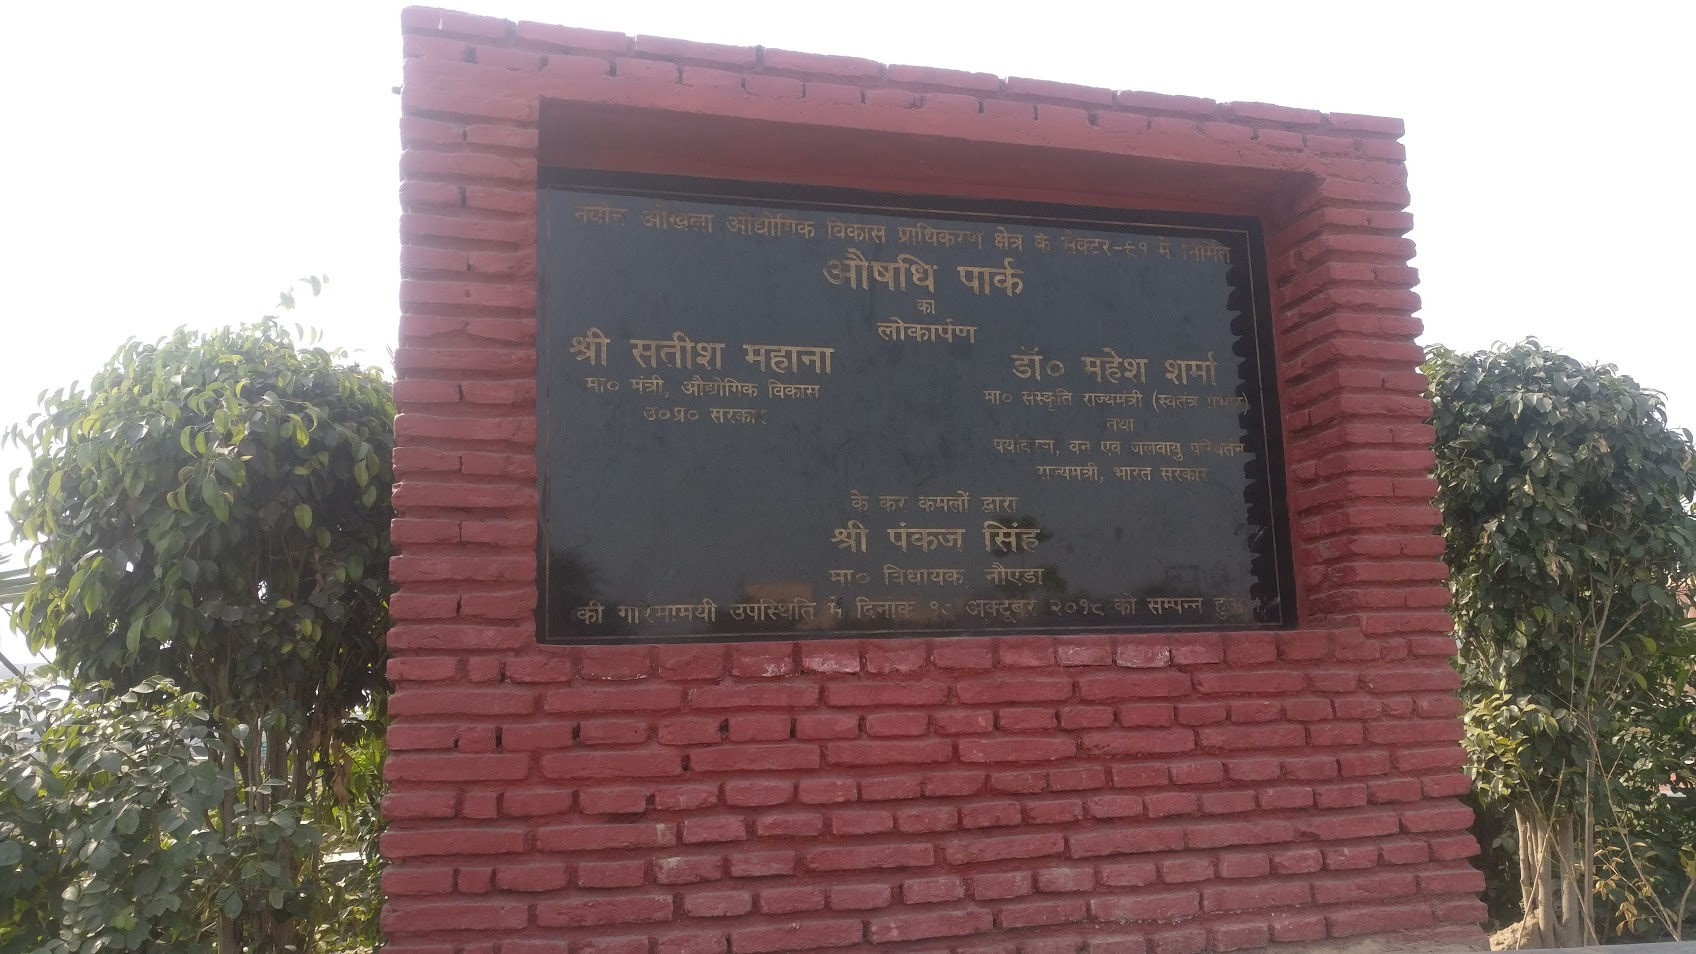 नवीन ओखला औद्योगिक विकास प्राधिकरण क्षेत्र के सेक्टर-९१ में निर्मित
औषधि पार्क
का
लोकार्पण
श्री सतीश महाना
मा० मंत्री, औद्योगिक विकास
उ०प्र० सरकार
डॉ० महेश शर्मा
मा० संस्कृति राज्यमंत्री (स्वतंत्र प्रभार)
तथा
पर्यावरण, वन एवं जलवायु परिवर्तन
राज्यमंत्री, भारत सरकार
के कर कमलों द्वारा
श्री पंकज सिंह
मा० विधायक, नौएडा
की गरिमामयी उपस्थिति में दिनांक अक्टूबर २०१८ को सम्पन्न हुआ